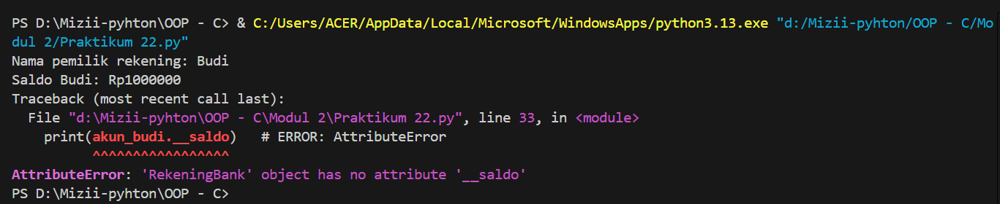 PS D:\Mizii-pyhton\OOP - C> & C:/Users/ACER/AppData/Local/Microsoft/WindowsApps/python3.13.exe "d:/Mizii-pyhton/OOP - C/Mo
dul 2/Praktikum 22.py"
Nama pemilik rekening: Budi
Saldo Budi: Rp1000000
Traceback (most recent call last):
  File "d:\Mizii-pyhton\OOP - C\Modul 2\Praktikum 22.py", line 33, in <module>
    print(akun_budi.__saldo)   # ERROR: AttributeError
          ^^^^^^^^^^^^^^^^^
AttributeError: 'RekeningBank' object has no attribute '__saldo'
PS D:\Mizii-pyhton\OOP - C>